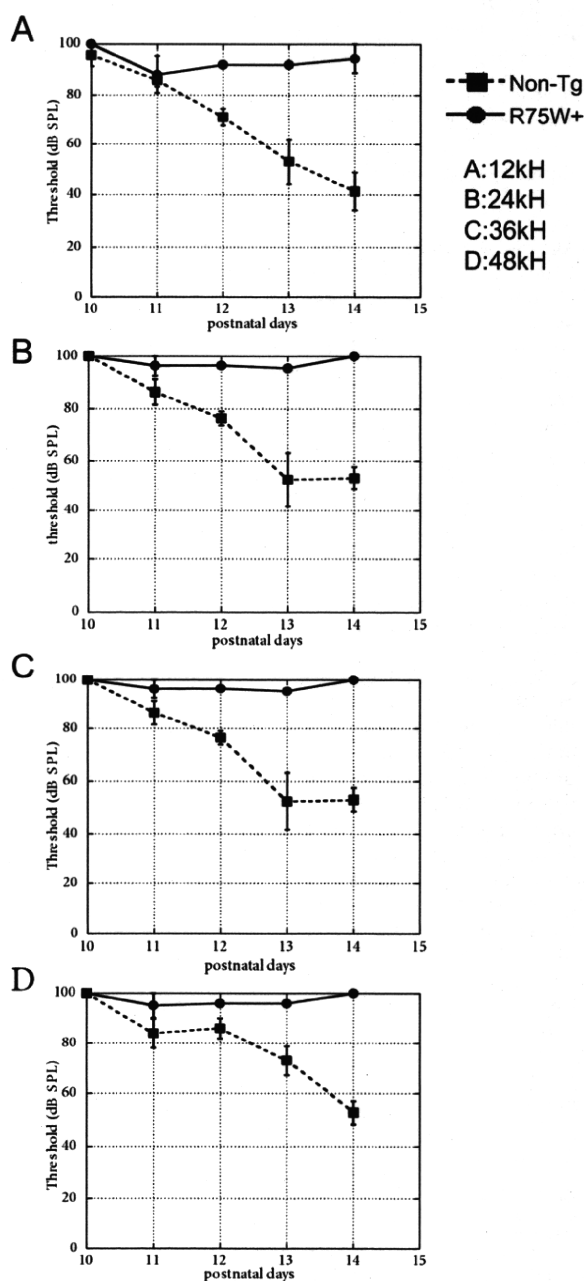 A
Threshold (dB SPL)
100
80
60
40
20
0
10 11 12 13 14 15
postnatal days
Non-Tg
R75W+
A:12kH
B:24kH
C:36kH
D:48kH
B
threshold (dB SPL)
100
80
60
40
20
0
10 11 12 13 14 15
postnatal days
C
Threshold (dB SPL)
100
80
60
40
20
0
10 11 12 13 14 15
postnatal days
D
Threshold (dB SPL)
100
80
60
40
20
0
10 11 12 13 14 15
postnatal days